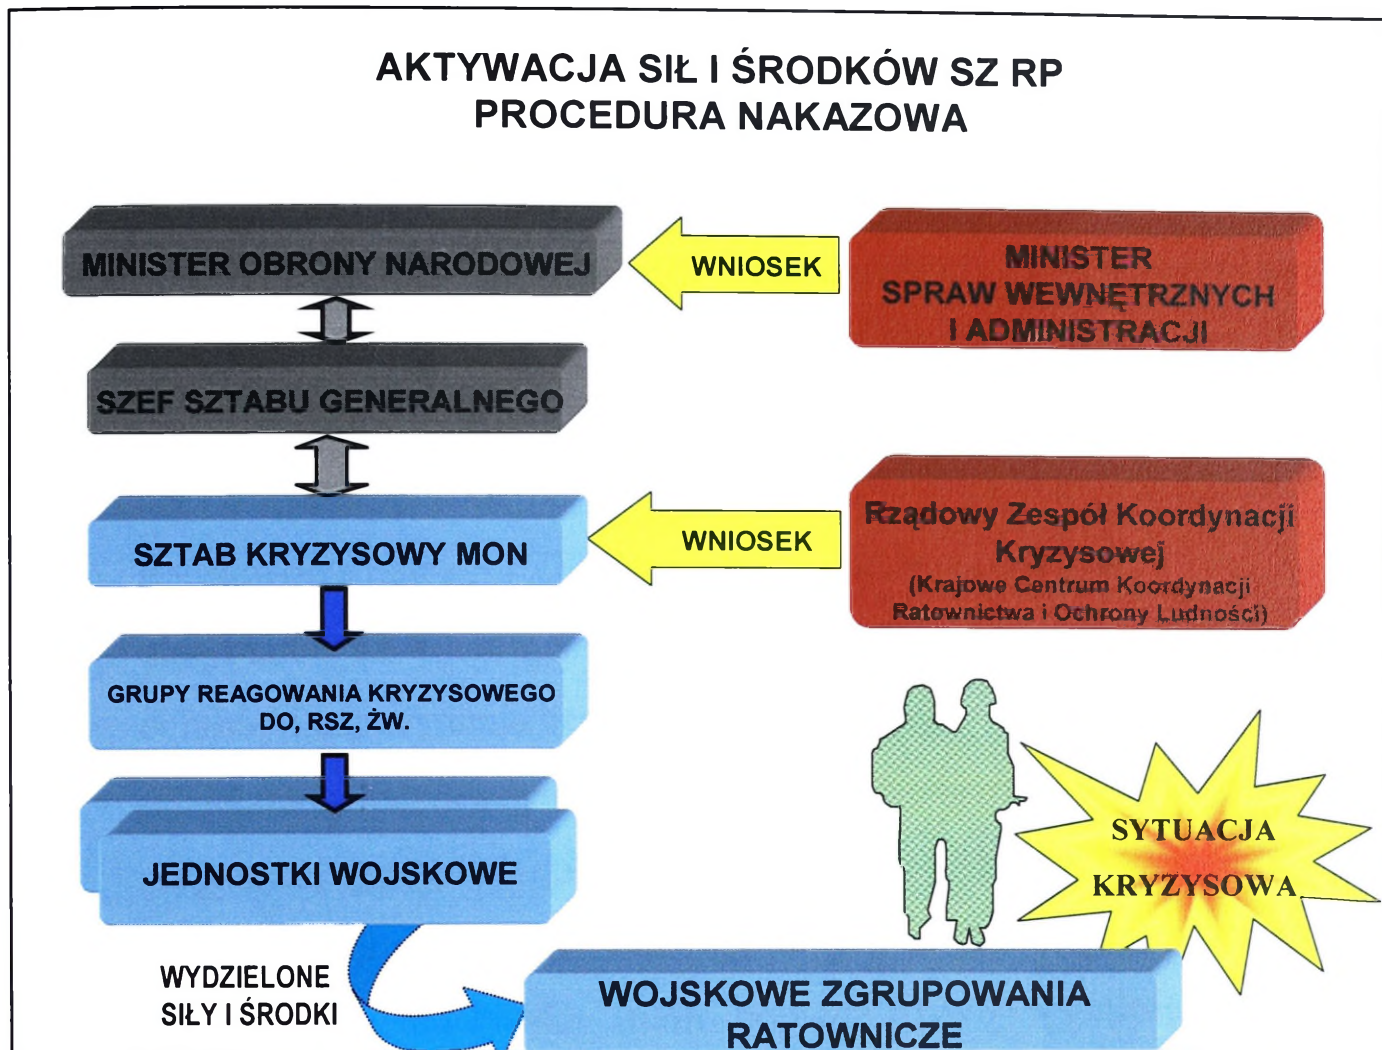 AKTYWACJA SIŁ I ŚRODKÓW SZ RP
PROCEDURA NAKAZOWA
MINISTER OBRONY NARODOWEJ
WNIOSEK
MINISTER
SPRAW WEWNĘTRZNYCH
I ADMINISTRACJI
SZEF SZTABU GENERALNEGO
SZTAB KRYZYSOWY MON
WNIOSEK
Rządowy Zespół Koordynacji
Kryzysowej
(Krajowe Centrum Koordynacji
Ratownictwa i Ochrony Ludności)
GRUPY REAGOWANIA KRYZYSOWEGO
DO, RSZ, ŻW.
JEDNOSTKI WOJSKOWE
SYTUACJA
KRYZYSOWA
WYDZIELONE
SIŁY I ŚRODKI
WOJSKOWE ZGRUPOWANIA
RATOWNICZE